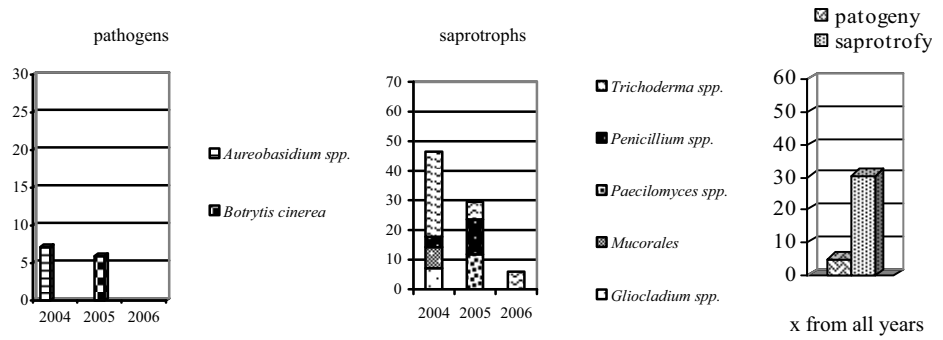 pathogens
30
25
20
15
10
5
0
2004 2005 2006
Aureobasidium spp.
Botrytis cinerea
saprotrophs
70
60
50
40
30
20
10
0
2004 2005 2006
Trichoderma spp.
Penicillium spp.
Paecilomyces spp.
Mucorales
Gliocladium spp.
patogeny
saprotrofy
60
50
40
30
20
10
0
x from all years